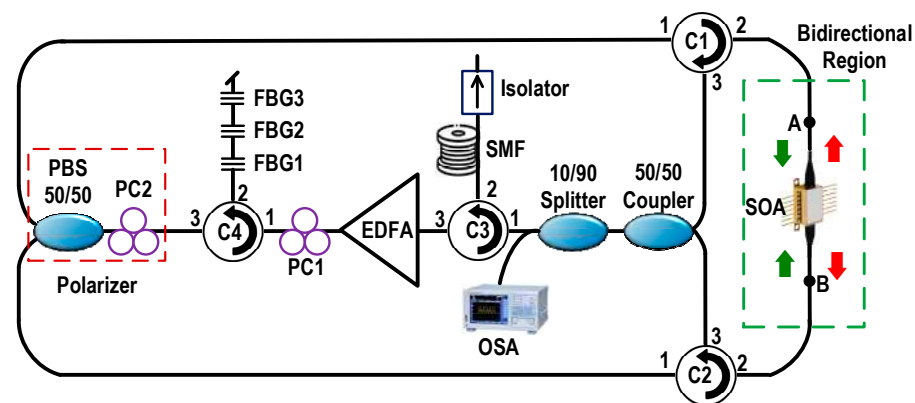 1
C1
2
3
Bidirectional
Region
A
SOA
B
FBG3
FBG2
FBG1
Isolator
SMF
PBS
50/50
PC2
Polarizer
3
2
C4
1
PC1
EDFA
3
2
C3
1
10/90
Splitter
50/50
Coupler
OSA
3
1
C2
2